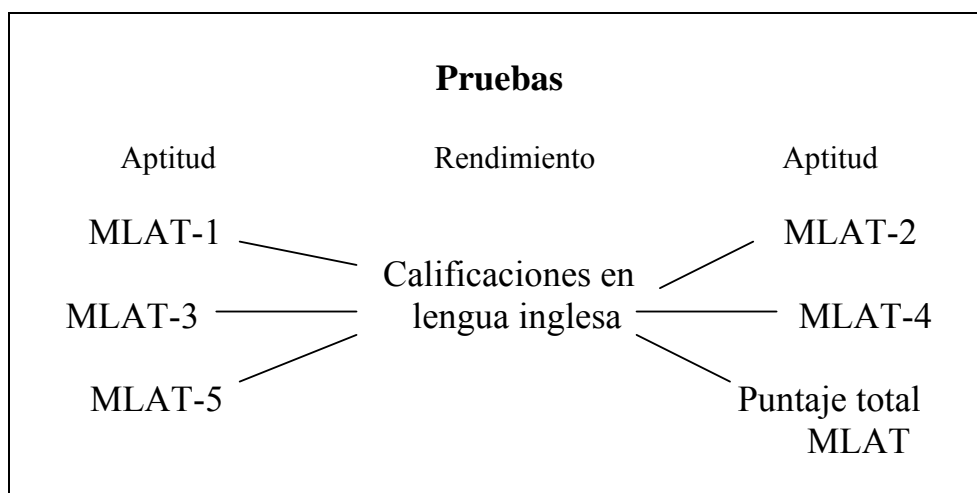 Pruebas
Aptitud Rendimiento Aptitud
MLAT-1 MLAT-2
Calificaciones en
lengua inglesa
MLAT-3 MLAT-4
MLAT-5 Puntaje total
MLAT